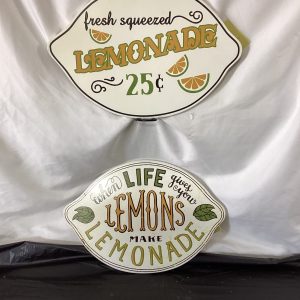 fresh squeezed
LEMONADE
25¢
when LIFE gives you
LEMONS
MAKE
LEMONADE